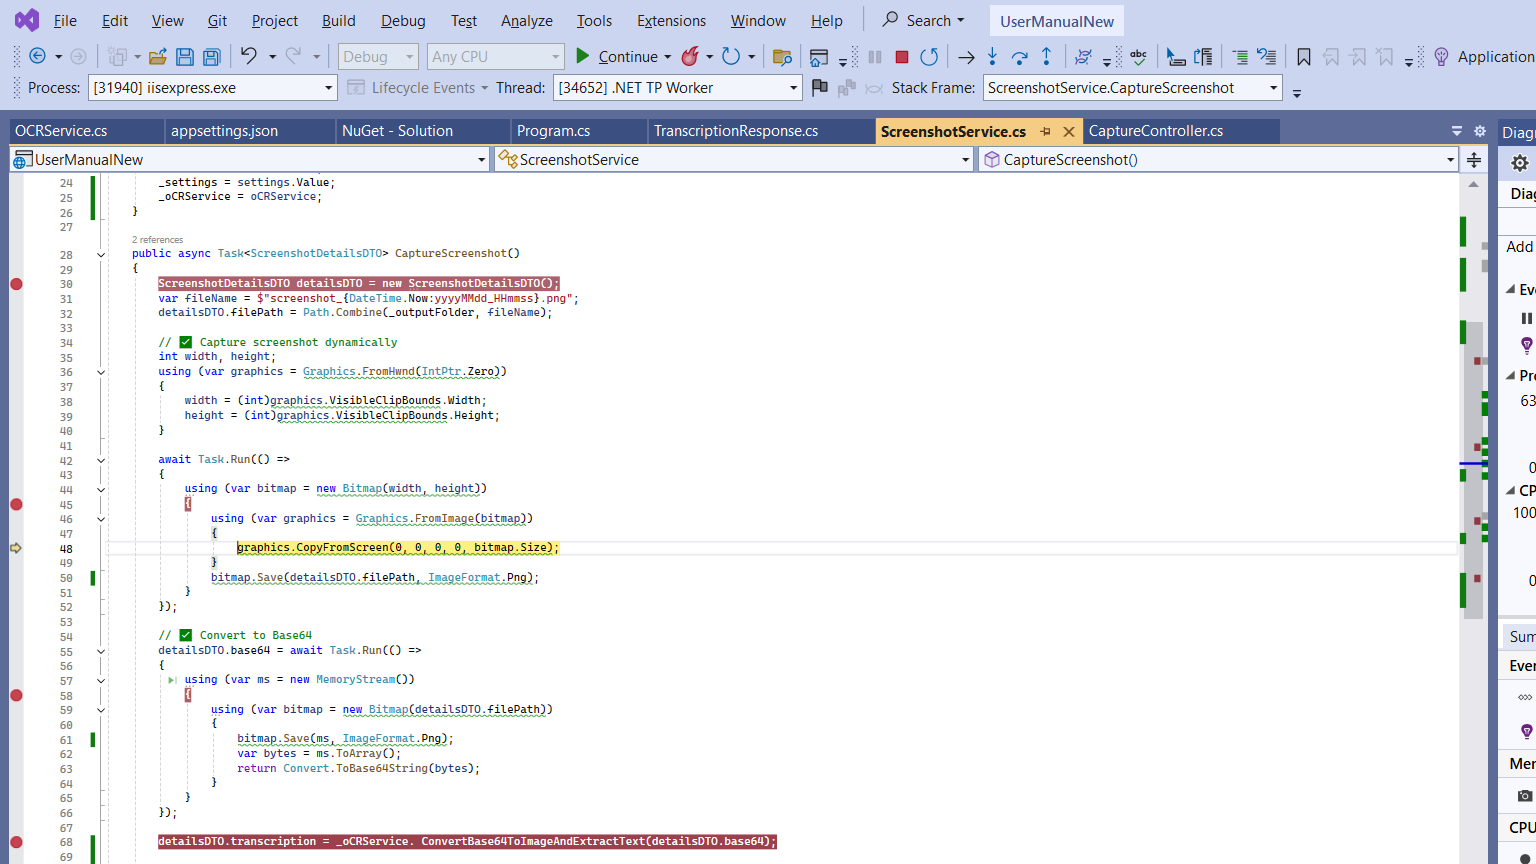 File Edit View Git Project Build Debug Test Analyze Tools Extensions Window Help Search UserManualNew
Debug Any CPU Continue Application
Process: [31940] iisexpress.exe Lifecycle Events Thread: [34652] .NET TP Worker Stack Frame: ScreenshotService.CaptureScreenshot
OCRService.cs appsettings.json NuGet - Solution Program.cs TranscriptionResponse.cs ScreenshotService.cs CaptureController.cs
UserManualNew ScreenshotService CaptureScreenshot()
24 _settings = settings.Value;
25 _oCRService = oCRService;
26 }
27
2 references
28 public async Task<ScreenshotDetailsDTO> CaptureScreenshot()
29 {
30 ScreenshotDetailsDTO detailsDTO = new ScreenshotDetailsDTO();
31 var fileName = $"screenshot_{DateTime.Now:yyyyMMdd_HHmmss}.png";
32 detailsDTO.filePath = Path.Combine(_outputFolder, fileName);
33
34 // ✅ Capture screenshot dynamically
35 int width, height;
36 using (var graphics = Graphics.FromHwnd(IntPtr.Zero))
37 {
38 width = (int)graphics.VisibleClipBounds.Width;
39 height = (int)graphics.VisibleClipBounds.Height;
40 }
41
42 await Task.Run(() =>
43 {
44 using (var bitmap = new Bitmap(width, height))
45 {
46 using (var graphics = Graphics.FromImage(bitmap))
47 {
48 graphics.CopyFromScreen(0, 0, 0, 0, bitmap.Size);
49 }
50 bitmap.Save(detailsDTO.filePath, ImageFormat.Png);
51 }
52 });
53
54 // ✅ Convert to Base64
55 detailsDTO.base64 = await Task.Run(() =>
56 {
57 using (var ms = new MemoryStream())
58 {
59 using (var bitmap = new Bitmap(detailsDTO.filePath))
60 {
61 bitmap.Save(ms, ImageFormat.Png);
62 var bytes = ms.ToArray();
63 return Convert.ToBase64String(bytes);
64 }
65 }
66 });
67
68 detailsDTO.transcription = _oCRService. ConvertBase64ToImageAndExtractText(detailsDTO.base64);
69
Diagn
Diag
Add
Eve
Pro
63
0
CP
100
0
Sum
Ever
Mem
CPU